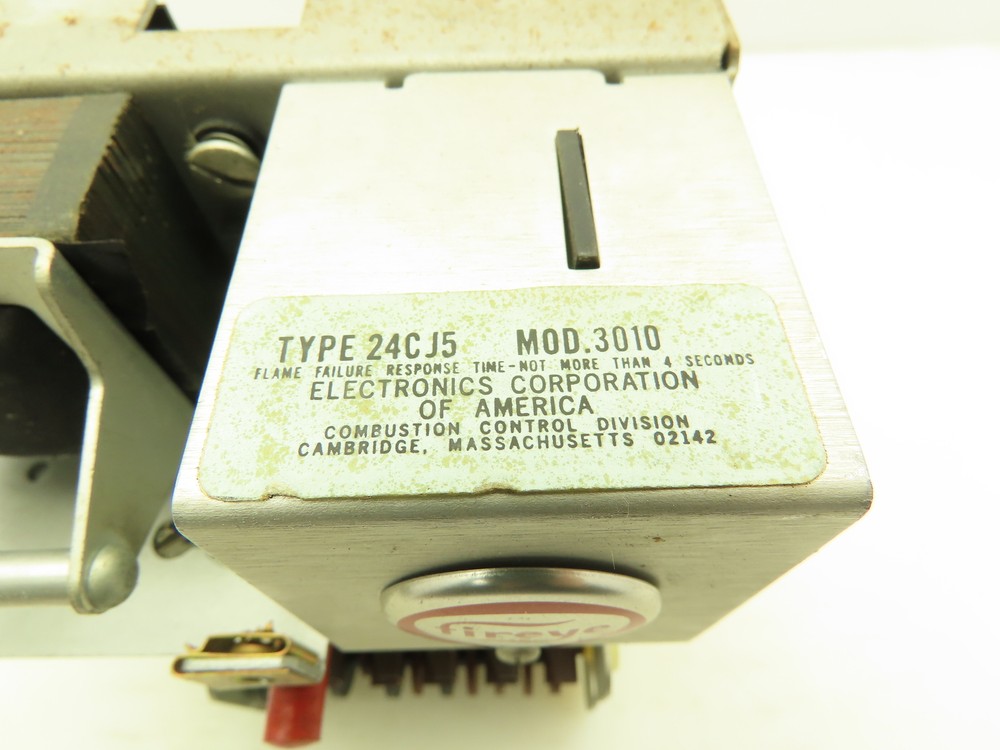 TYPE 24CJ5 MOD.3010
FLAME FAILURE RESPONSE TIME-NOT MORE THAN 4 SECONDS
ELECTRONICS CORPORATION
OF AMERICA
COMBUSTION CONTROL DIVISION
CAMBRIDGE, MASSACHUSETTS 02142
fireye